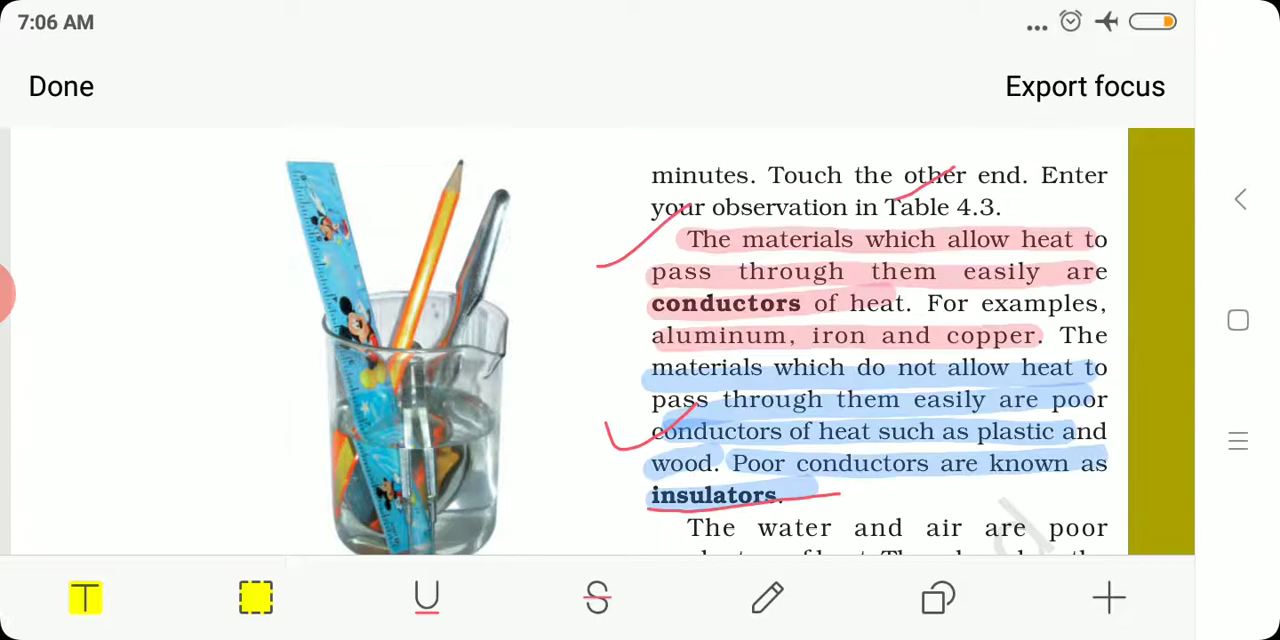 7:06 AM
Done
Export focus
minutes. Touch the other end. Enter
your observation in Table 4.3.
The materials which allow heat to
pass through them easily are
conductors of heat. For examples,
aluminum, iron and copper. The
materials which do not allow heat to
pass through them easily are poor
conductors of heat such as plastic and
wood. Poor conductors are known as
insulators.
The water and air are poor